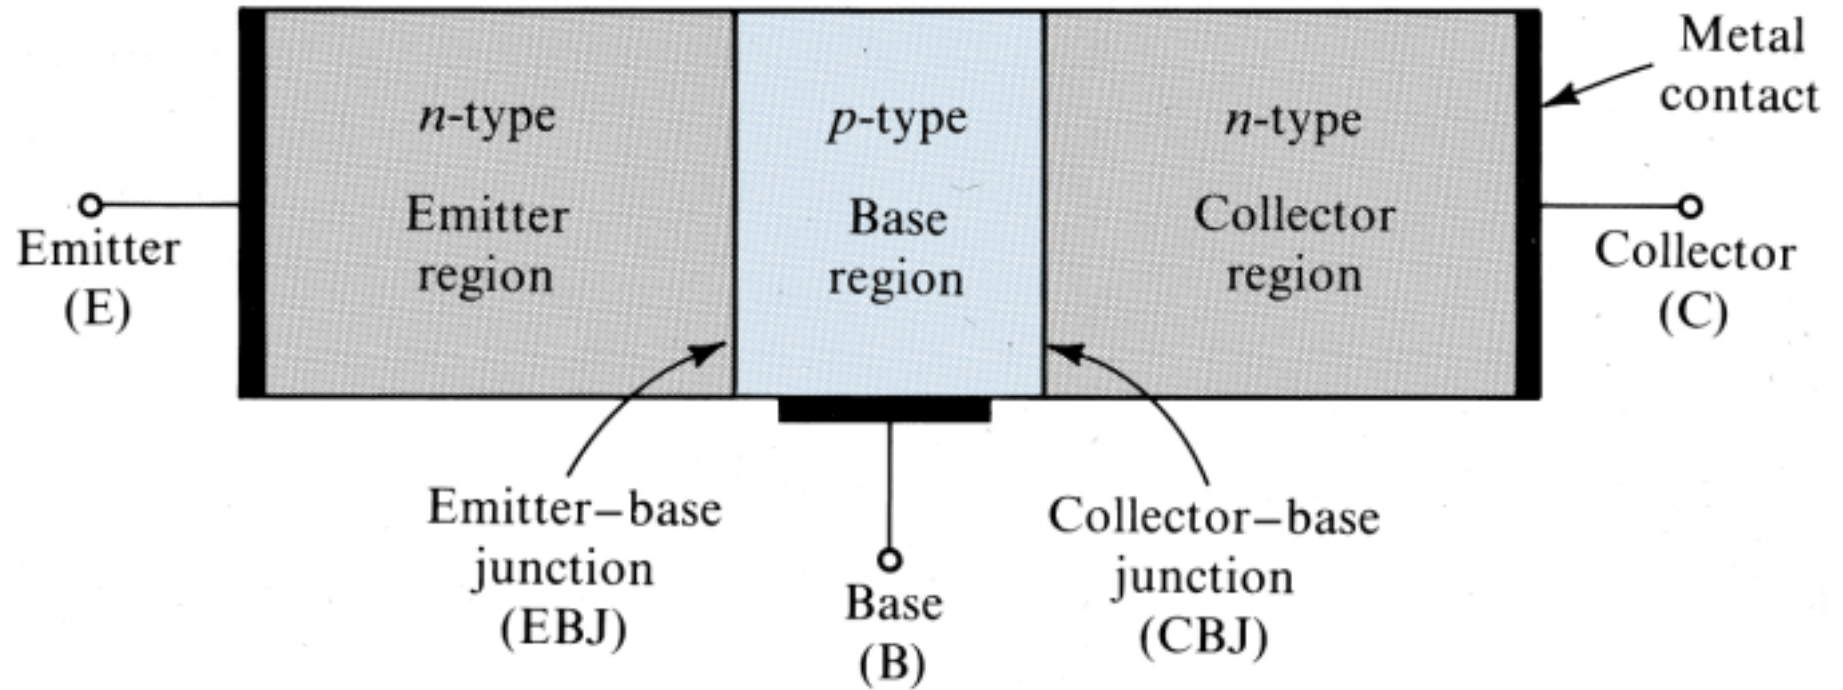 n-type
Emitter
region
p-type
Base
region
n-type
Collector
region
Metal
contact
Emitter
(E)
Collector
(C)
Emitter–base
junction
(EBJ)
Base
(B)
Collector–base
junction
(CBJ)